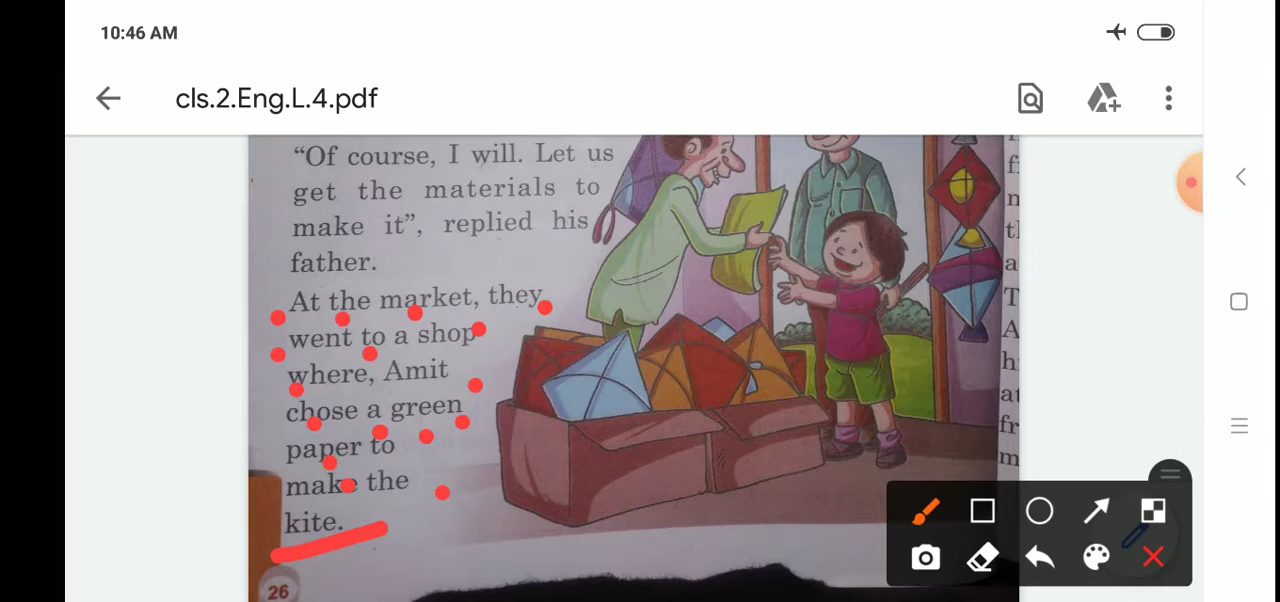 10:46 AM
cls.2.Eng.L.4.pdf
“Of course, I will. Let us
get the materials to
make it”, replied his
father.
At the market, they
went to a shop
where, Amit
chose a green
paper to
make the
kite.
26